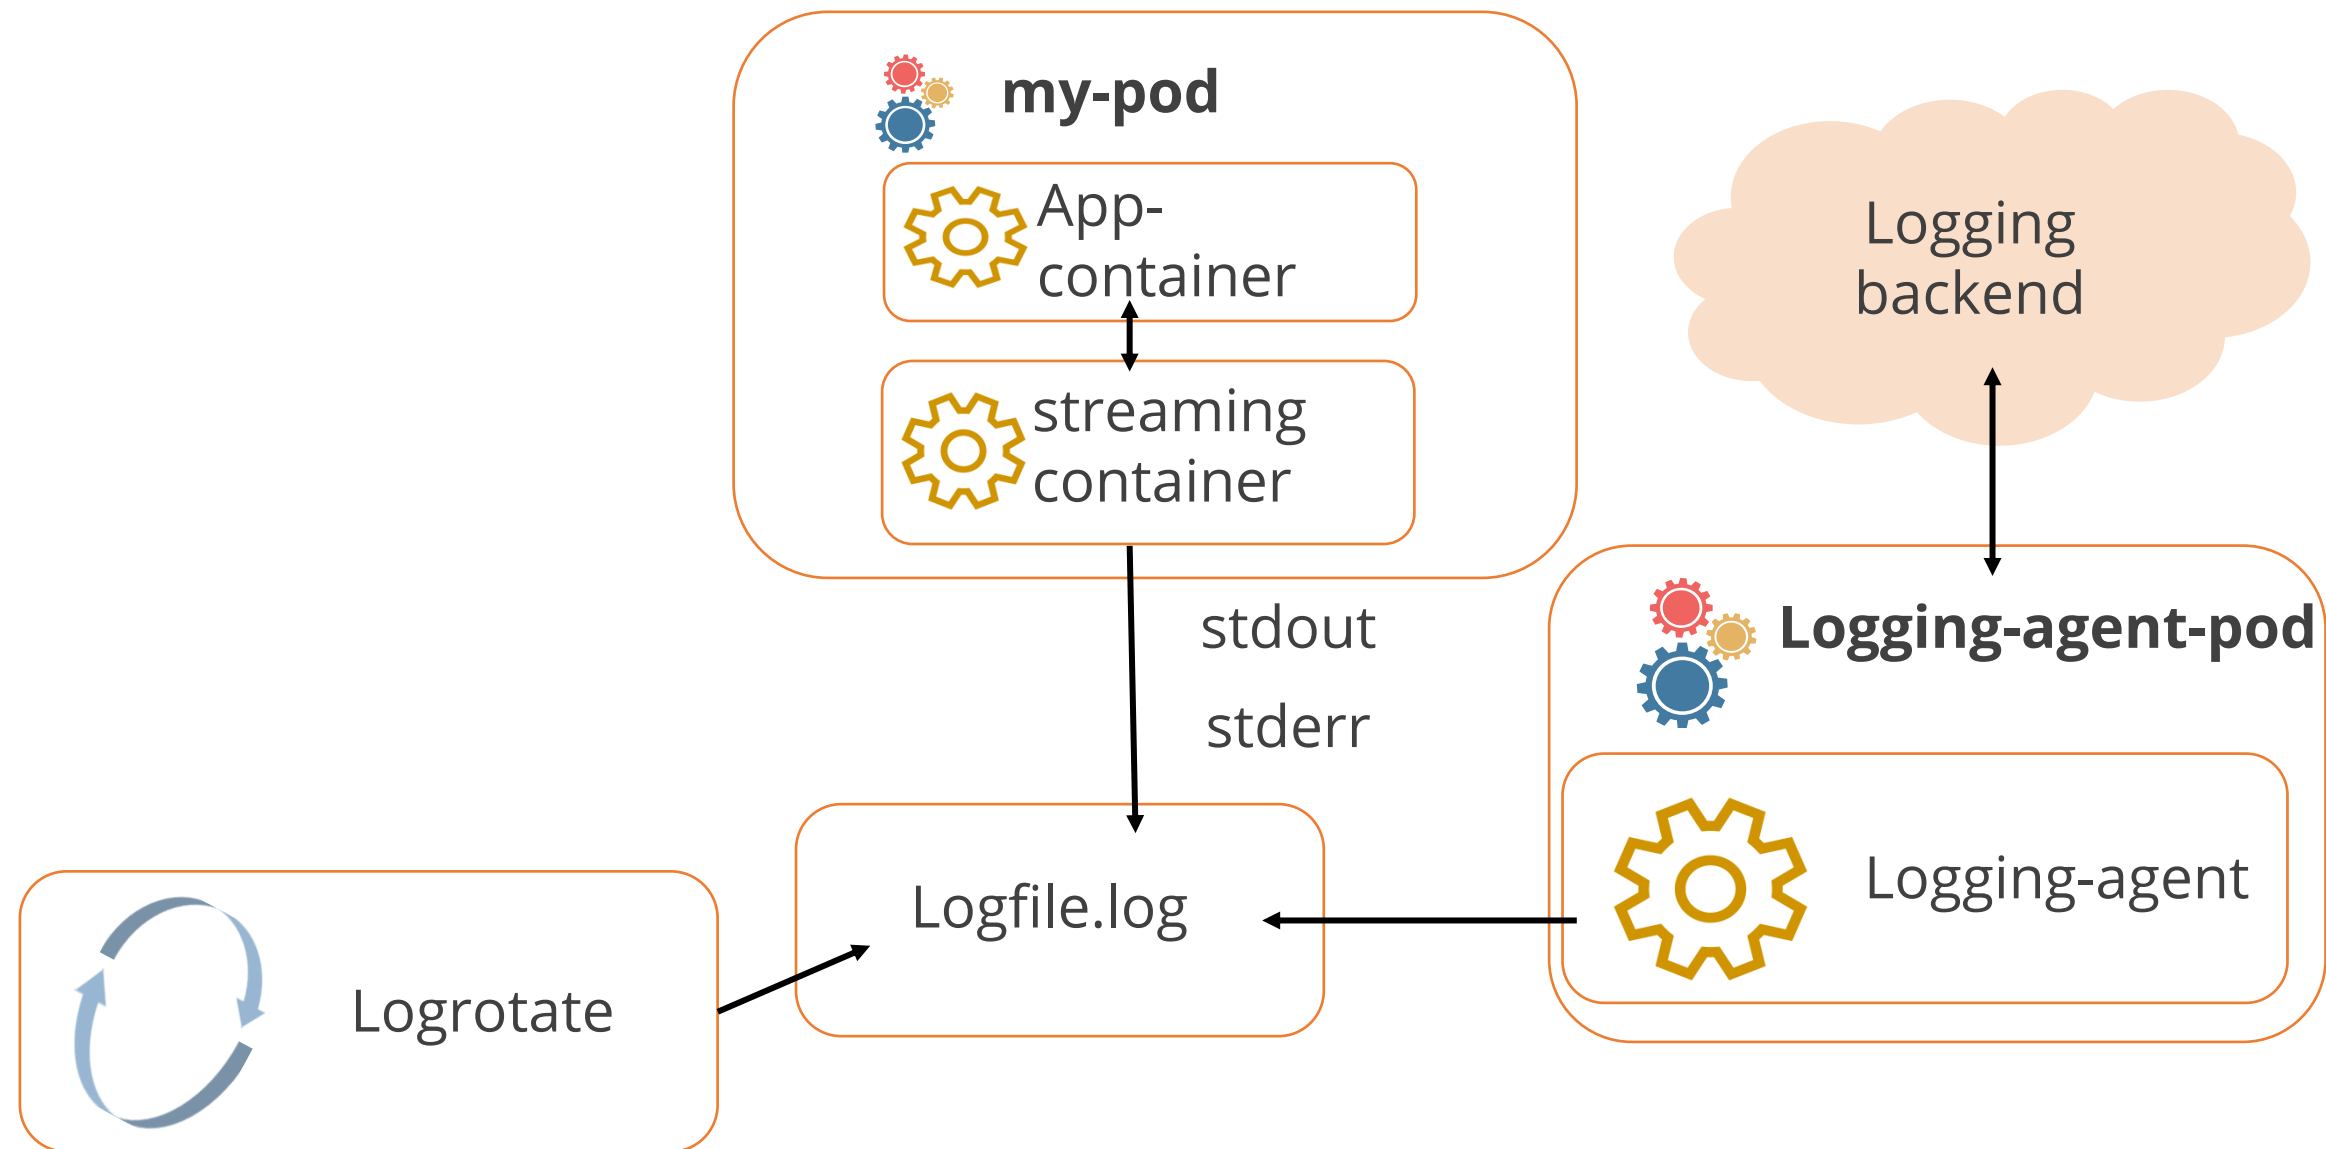 my-pod
App-
container
streaming
container
stdout
stderr
Logging
backend
Logging-agent-pod
Logging-agent
Logfile.log
Logrotate